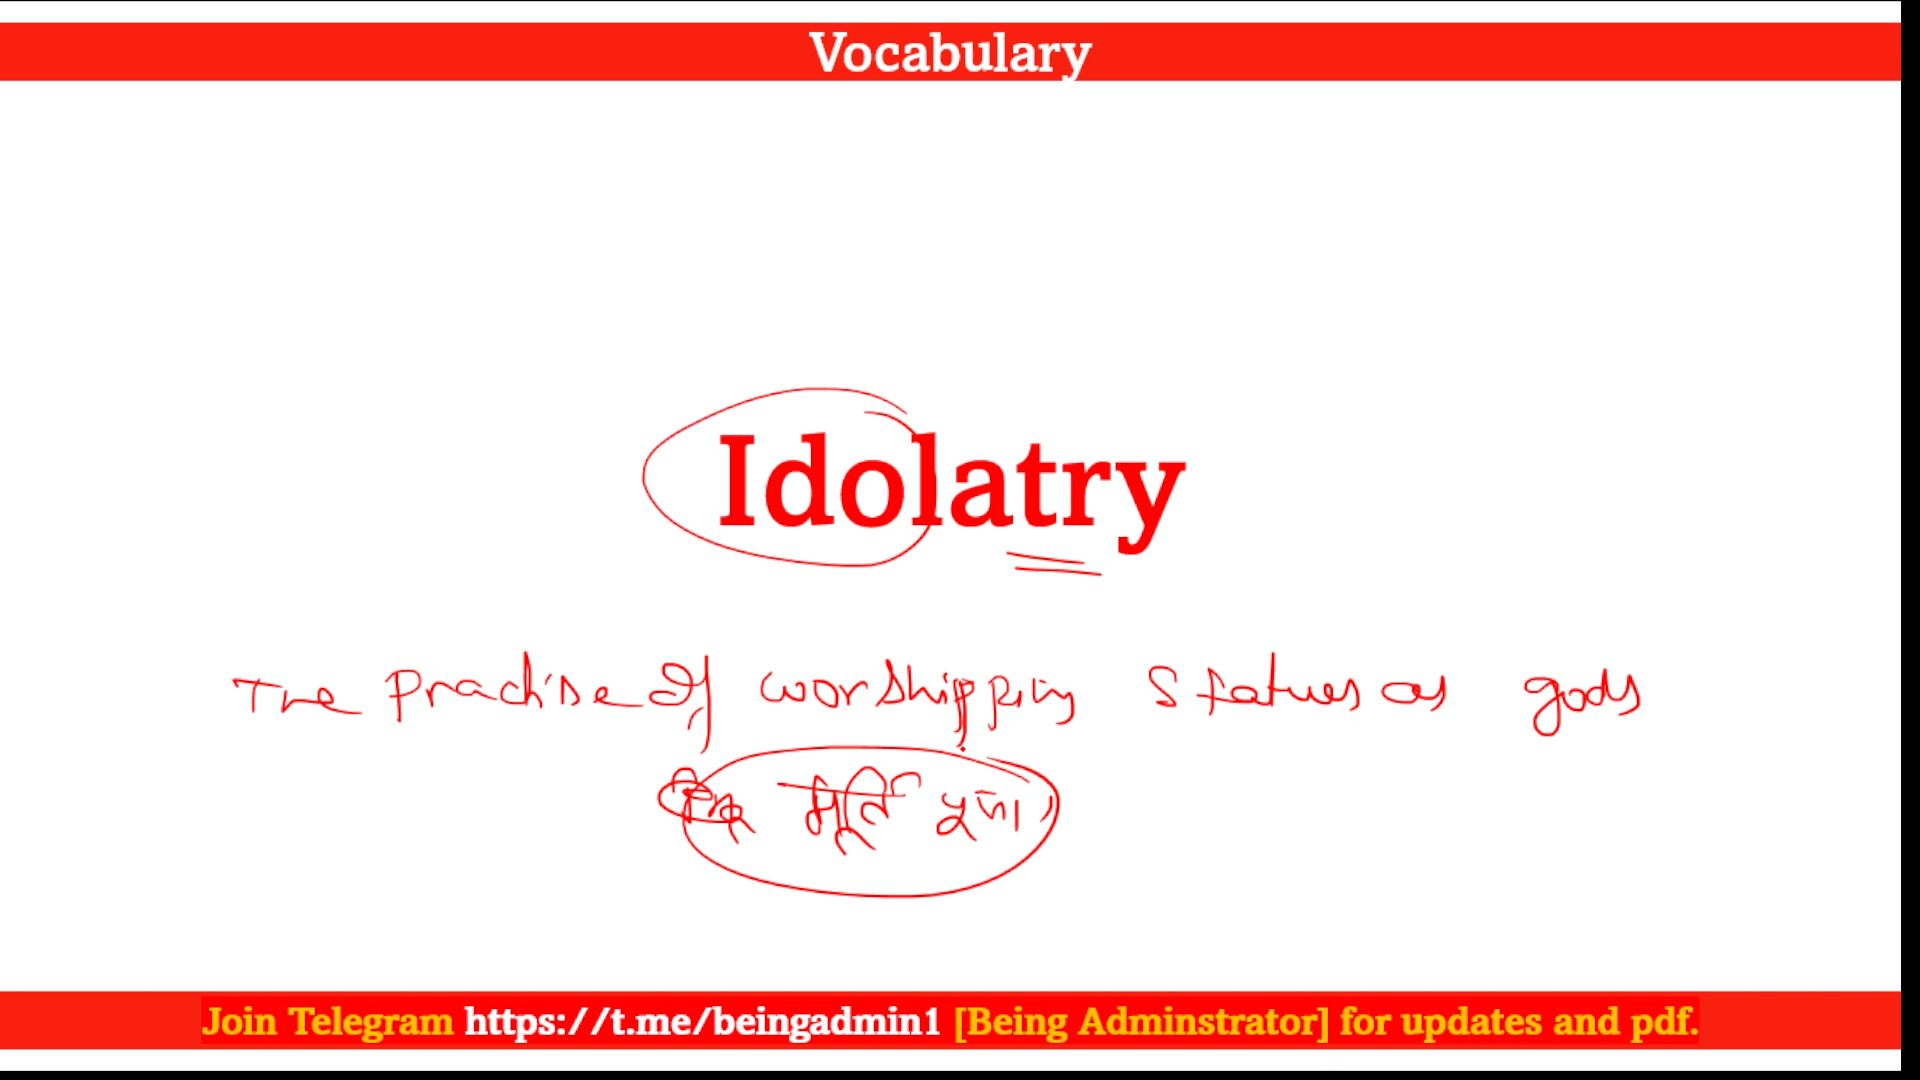 Vocabulary
Idolatry
The Practise of worshipping Statues as gods
मूर्ति पूजा
Join Telegram https://t.me/beingadmin1 [Being Adminstrator] for updates and pdf.